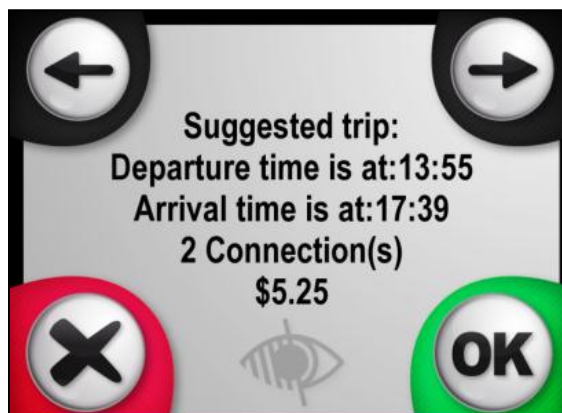 Suggested trip:
Departure time is at:13:55
Arrival time is at:17:39
2 Connection(s)
$5.25
OK